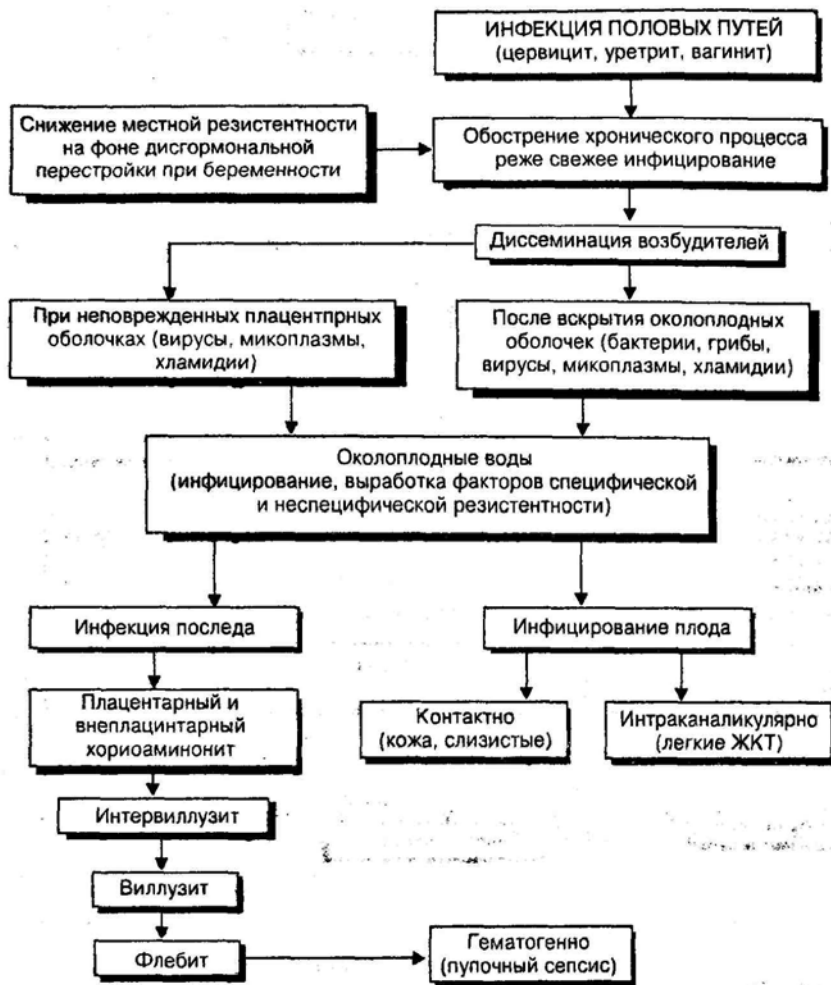 ИНФЕКЦИЯ ПОЛОВЫХ ПУТЕЙ
(цервицит, уретрит, вагинит)
Снижение местной резистентности
на фоне дисгормональной
перестройки при беременности
Обострение хронического процесса
реже свежее инфицирование
Диссеминация возбудителей
При неповрежденных плацентпрных
оболочках (вирусы, микоплазмы,
хламидии)
После вскрытия околоплодных
оболочек (бактерии, грибы,
вирусы, микоплазмы, хламидии)
Околоплодные воды
(инфицирование, выработка факторов специфической
и неспецифической резистентности)
Инфекция последа
Инфицирование плода
Плацентарный и
внеплацинтарный
хориоаминонит
Контактно
(кожа, слизистые)
Интраканаликулярно
(легкие ЖКТ)
Интервиллузит
Виллузит
Флебит
Гематогенно
(пупочный сепсис)